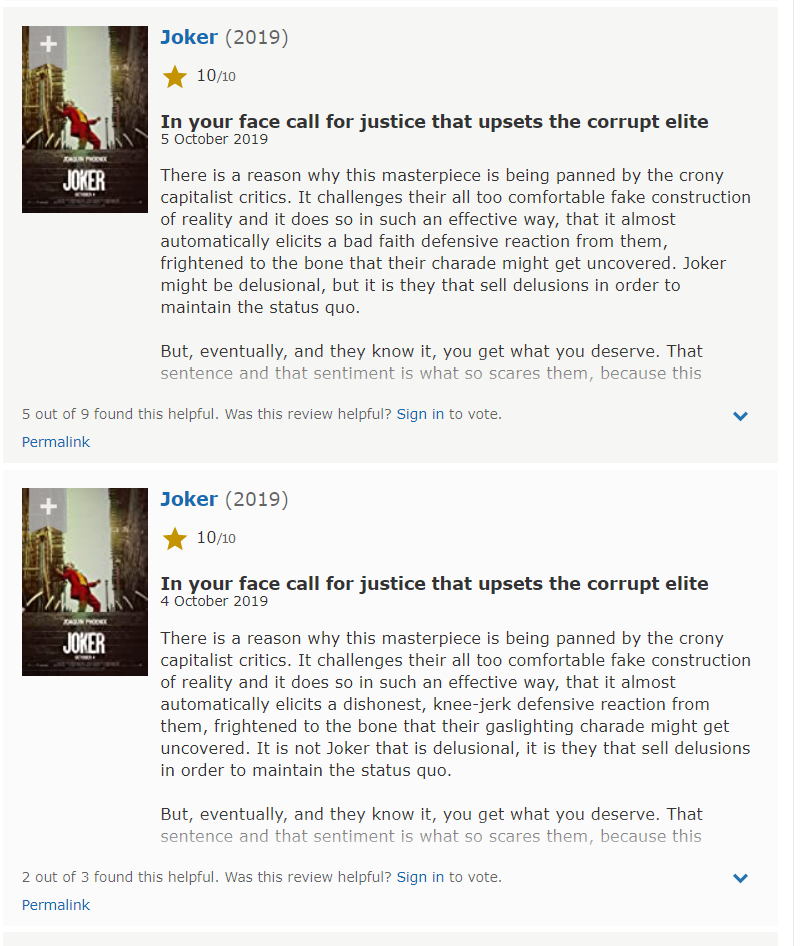 Joker (2019)
10/10
In your face call for justice that upsets the corrupt elite
5 October 2019
There is a reason why this masterpiece is being panned by the crony
capitalist critics. It challenges their all too comfortable fake construction
of reality and it does so in such an effective way, that it almost
automatically elicits a bad faith defensive reaction from them,
frightened to the bone that their charade might get uncovered. Joker
might be delusional, but it is they that sell delusions in order to
maintain the status quo.
But, eventually, and they know it, you get what you deserve. That
sentence and that sentiment is what so scares them, because this
5 out of 9 found this helpful. Was this review helpful? Sign in to vote.
Permalink
JOAQUIN PHOENIX
JOKER
OCTOBER 4
Joker (2019)
10/10
In your face call for justice that upsets the corrupt elite
4 October 2019
There is a reason why this masterpiece is being panned by the crony
capitalist critics. It challenges their all too comfortable fake construction
of reality and it does so in such an effective way, that it almost
automatically elicits a dishonest, knee-jerk defensive reaction from
them, frightened to the bone that their gaslighting charade might get
uncovered. It is not Joker that is delusional, it is they that sell delusions
in order to maintain the status quo.
But, eventually, and they know it, you get what you deserve. That
sentence and that sentiment is what so scares them, because this
2 out of 3 found this helpful. Was this review helpful? Sign in to vote.
Permalink
JOAQUIN PHOENIX
JOKER
OCTOBER 4